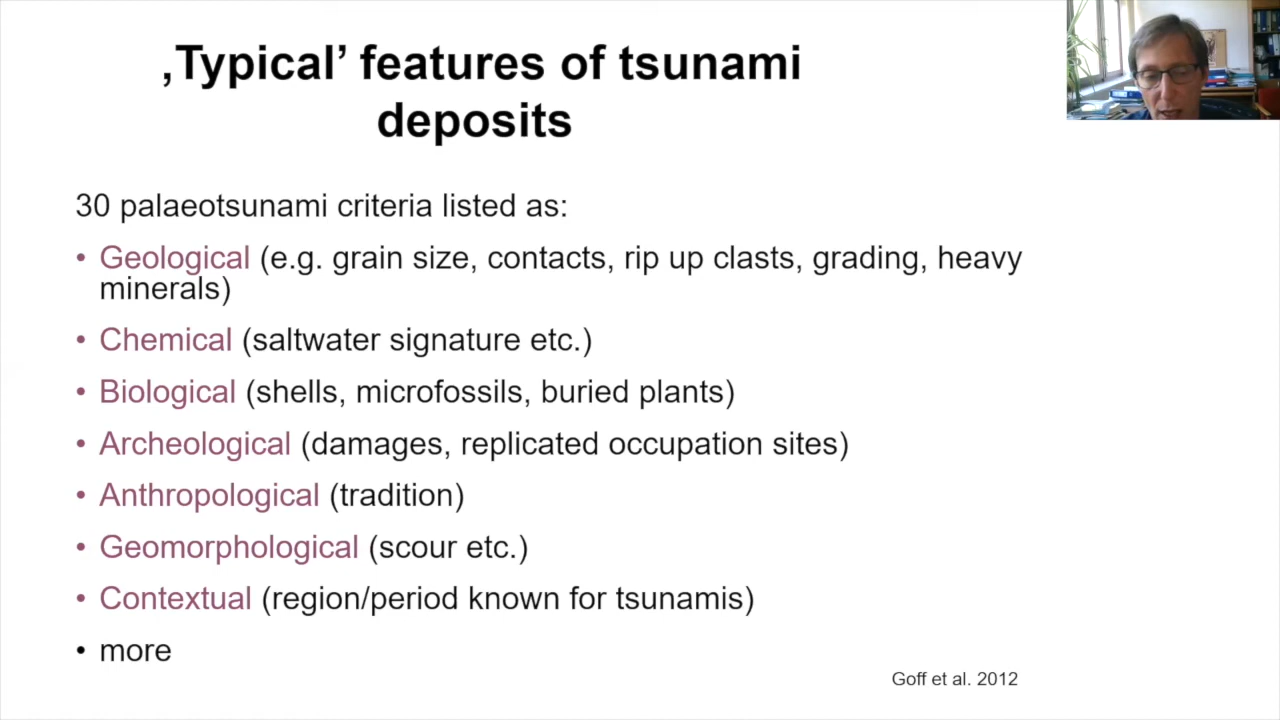 ‚Typical’ features of tsunami
deposits
30 palaeotsunami criteria listed as:
• Geological (e.g. grain size, contacts, rip up clasts, grading, heavy
minerals)
• Chemical (saltwater signature etc.)
• Biological (shells, microfossils, buried plants)
• Archeological (damages, replicated occupation sites)
• Anthropological (tradition)
• Geomorphological (scour etc.)
• Contextual (region/period known for tsunamis)
• more
Goff et al. 2012